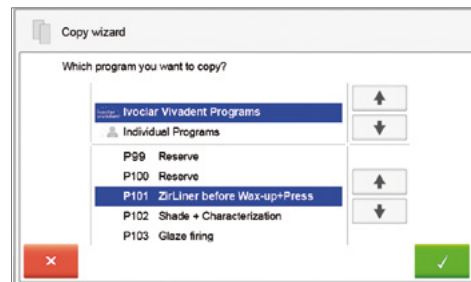 Copy wizard
Which program you want to copy?
Ivoclar Vivadent Programs
Individual Programs
P99 Reserve
P100 Reserve
P101 ZirLiner before Wax-up+Press
P102 Shade + Characterization
P103 Glaze firing